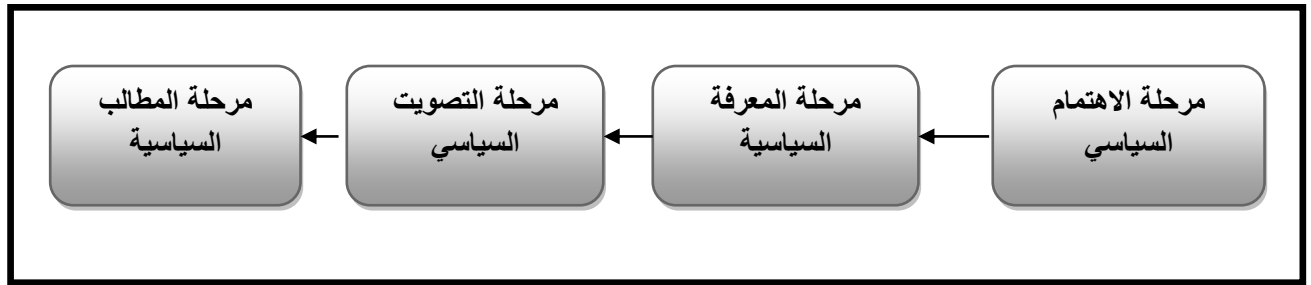 مرحلة الاهتمام
السياسي
مرحلة المعرفة
السياسية
مرحلة التصويت
السياسي
مرحلة المطالب
السياسية